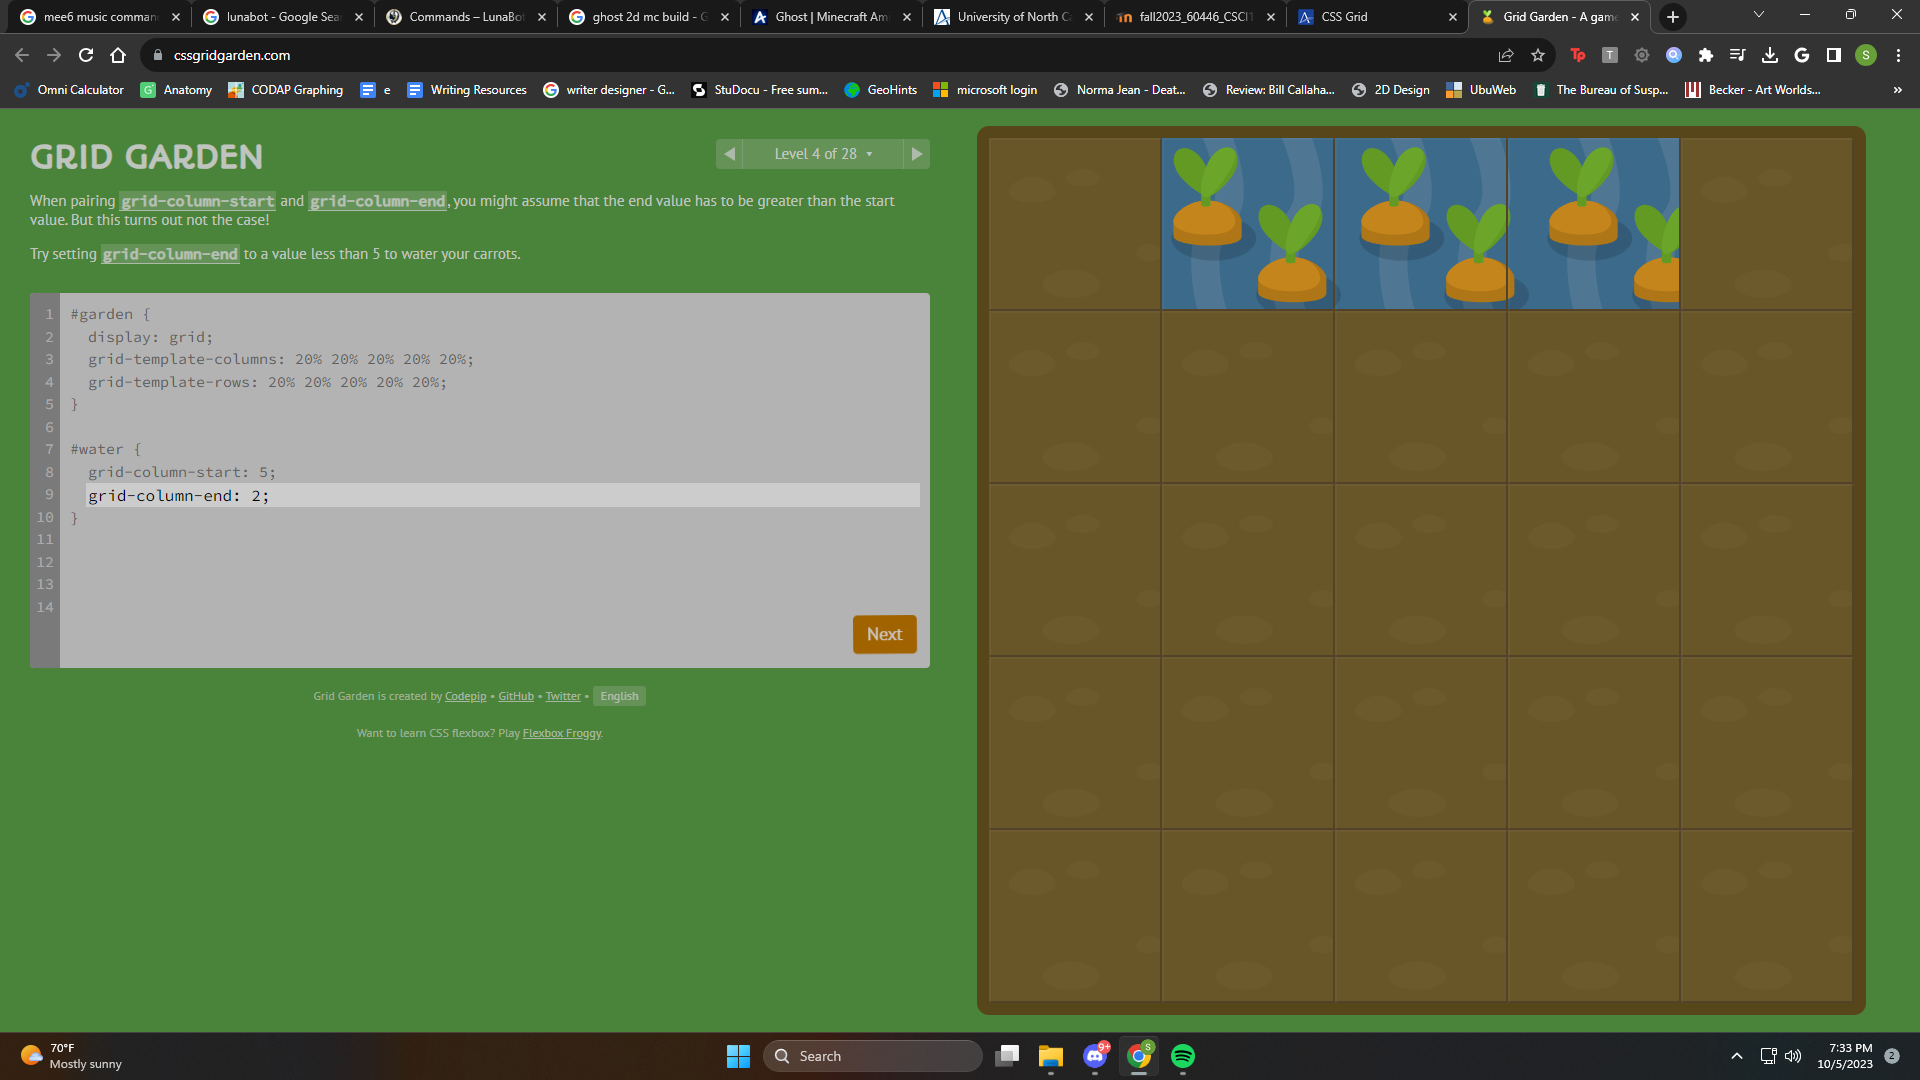 mee6 music comman
lunabot - Google Sea
Commands – LunaBo
ghost 2d mc build - G
Ghost | Minecraft Am
University of North C
fall2023_60446_CSCI
CSS Grid
Grid Garden - A game
cssgridgarden.com
Omni Calculator
Anatomy
CODAP Graphing
e
Writing Resources
writer designer - G...
StuDocu - Free sum...
GeoHints
microsoft login
Norma Jean - Deat...
Review: Bill Callaha...
2D Design
UbuWeb
The Bureau of Susp...
Becker - Art Worlds...
»
GRID GARDEN
Level 4 of 28
When pairing grid-column-start and grid-column-end, you might assume that the end value has to be greater than the start
value. But this turns out not the case!
Try setting grid-column-end to a value less than 5 to water your carrots.
1 #garden {
2 display: grid;
3 grid-template-columns: 20% 20% 20% 20% 20%;
4 grid-template-rows: 20% 20% 20% 20% 20%;
5 }
6
7 #water {
8 grid-column-start: 5;
9 grid-column-end: 2;
10 }
11
12
13
14
Next
Grid Garden is created by Codepip • GitHub • Twitter • English
Want to learn CSS flexbox? Play Flexbox Froggy.
70°F
Mostly sunny
Search
9+
S
7:33 PM
10/5/2023
2